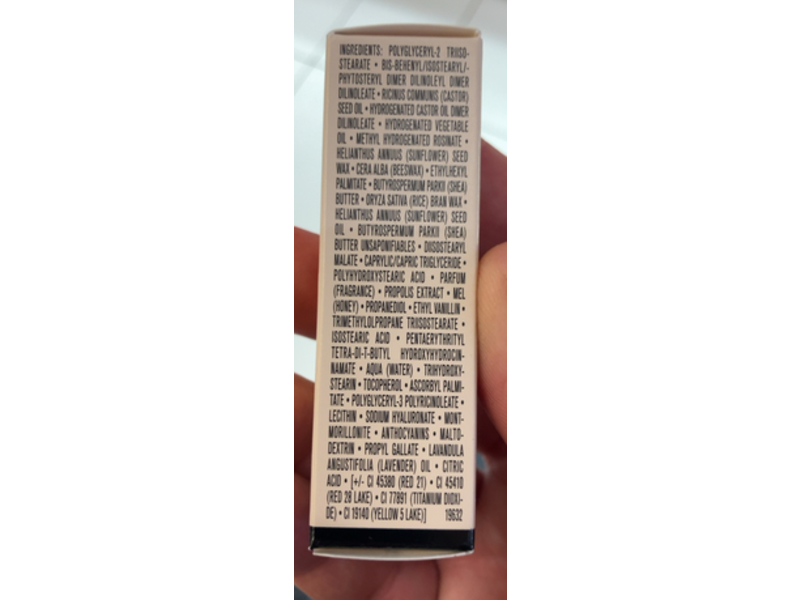 INGREDIENTS: POLYGLYCERYL-2 TRIISO-
STEARATE • BIS-BEHENYL/ISOSTEARYL/-
PHYTOSTERYL DIMER DILINOLEYL DIMER
DILINOLEATE • RICINUS COMMUNIS (CASTOR)
SEED OIL • HYDROGENATED CASTOR OIL DIMER
DILINOLEATE • HYDROGENATED VEGETABLE
OIL • METHYL HYDROGENATED ROSINATE •
HELIANTHUS ANNUUS (SUNFLOWER) SEED
WAX • CERA ALBA (BEESWAX) • ETHYLHEXYL
PALMITATE • BUTYROSPERMUM PARKII (SHEA)
BUTTER • ORYZA SATIVA (RICE) BRAN WAX •
HELIANTHUS ANNUUS (SUNFLOWER) SEED
OIL • BUTYROSPERMUM PARKII (SHEA)
BUTTER UNSAPONIFIABLES • DIISOSTEARYL
MALATE • CAPRYLIC/CAPRIC TRIGLYCERIDE •
POLYHYDROXYSTEARIC ACID • PARFUM
(FRAGRANCE) • PROPOLIS EXTRACT • MEL
(HONEY) • PROPANEDIOL • ETHYL VANILLIN •
TRIMETHYLOLPROPANE TRIISOSTEARATE •
ISOSTEARIC ACID • PENTAERYTHRITYL
TETRA-DI-T-BUTYL HYDROXYHYDROCIN-
NAMATE • AQUA (WATER) • TRIHYDROXY-
STEARIN • TOCOPHEROL • ASCORBYL PALMI-
TATE • POLYGLYCERYL-3 POLYRICINOLEATE •
LECITHIN • SODIUM HYALURONATE • MONT-
MORILLONITE • ANTHOCYANINS • MALTO-
DEXTRIN • PROPYL GALLATE • LAVANDULA
ANGUSTIFOLIA (LAVENDER) OIL • CITRIC
ACID • [+/- CI 45380 (RED 21) • CI 45410
(RED 28 LAKE) • CI 77891 (TITANIUM DIOXI-
DE) • CI 19140 (YELLOW 5 LAKE)] 19632